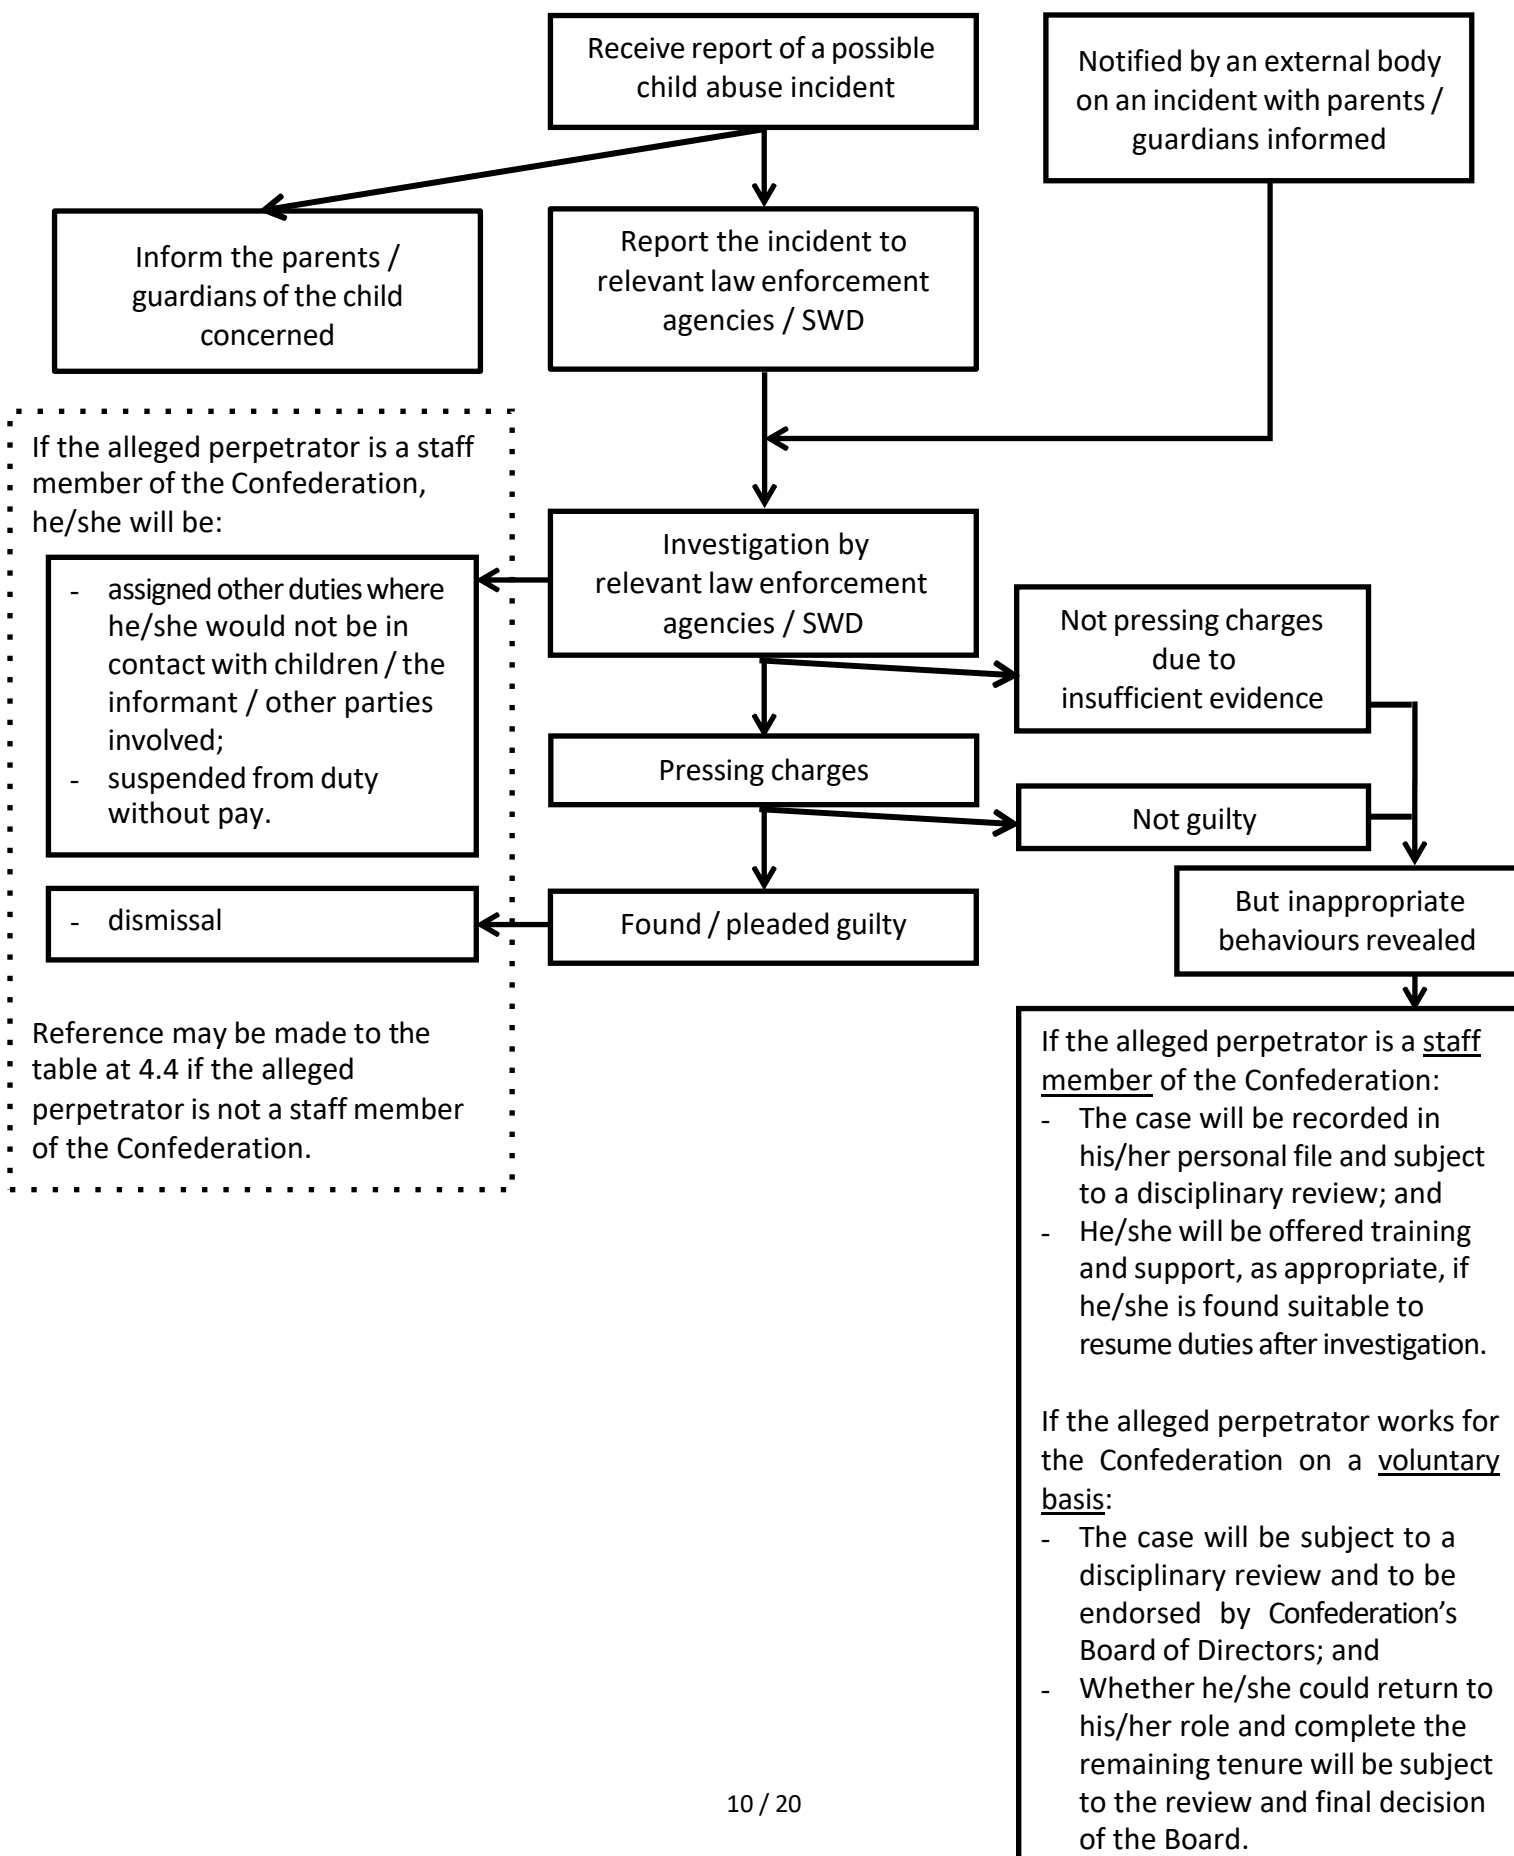 Receive report of a possible
child abuse incident
Notified by an external body
on an incident with parents /
guardians informed
Inform the parents /
guardians of the child
concerned
Report the incident to
relevant law enforcement
agencies / SWD
If the alleged perpetrator is a staff
member of the Confederation,
he/she will be:
- assigned other duties where
he/she would not be in
contact with children / the
informant / other parties
involved;
- suspended from duty
without pay.
- dismissal
Reference may be made to the
table at 4.4 if the alleged
perpetrator is not a staff member
of the Confederation.
Investigation by
relevant law enforcement
agencies / SWD
Not pressing charges
due to
insufficient evidence
Pressing charges
Not guilty
Found / pleaded guilty
But inappropriate
behaviours revealed
If the alleged perpetrator is a staff
member of the Confederation:
- The case will be recorded in
his/her personal file and subject
to a disciplinary review; and
- He/she will be offered training
and support, as appropriate, if
he/she is found suitable to
resume duties after investigation.
If the alleged perpetrator works for
the Confederation on a voluntary
basis:
- The case will be subject to a
disciplinary review and to be
endorsed by Confederation’s
Board of Directors; and
- Whether he/she could return to
his/her role and complete the
remaining tenure will be subject
to the review and final decision
of the Board.
10 / 20